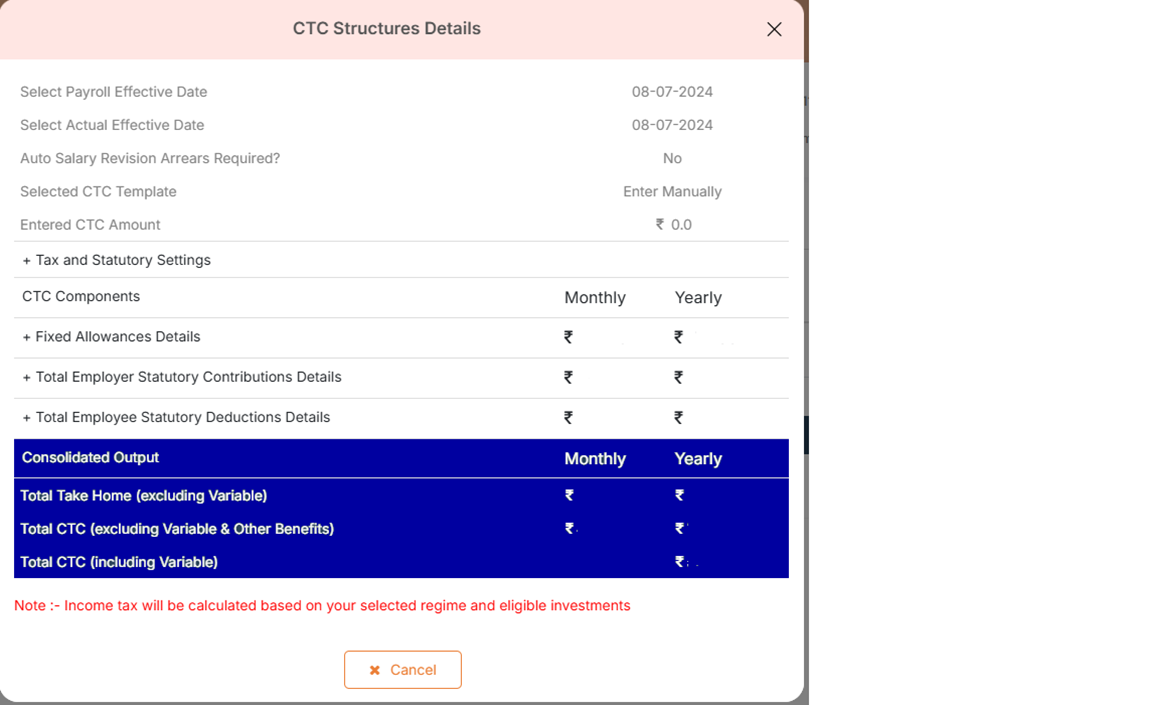 CTC Structures Details
Select Payroll Effective Date 08-07-2024
Select Actual Effective Date 08-07-2024
Auto Salary Revision Arrears Required? No
Selected CTC Template Enter Manually
Entered CTC Amount ₹ 0.0
+ Tax and Statutory Settings
CTC Components Monthly Yearly
+ Fixed Allowances Details ₹ ₹
+ Total Employer Statutory Contributions Details ₹ ₹
+ Total Employee Statutory Deductions Details ₹ ₹
Consolidated Output Monthly Yearly
Total Take Home (excluding Variable) ₹ ₹
Total CTC (excluding Variable & Other Benefits) ₹ ₹
Total CTC (including Variable) ₹
Note :- Income tax will be calculated based on your selected regime and eligible investments
✖ Cancel